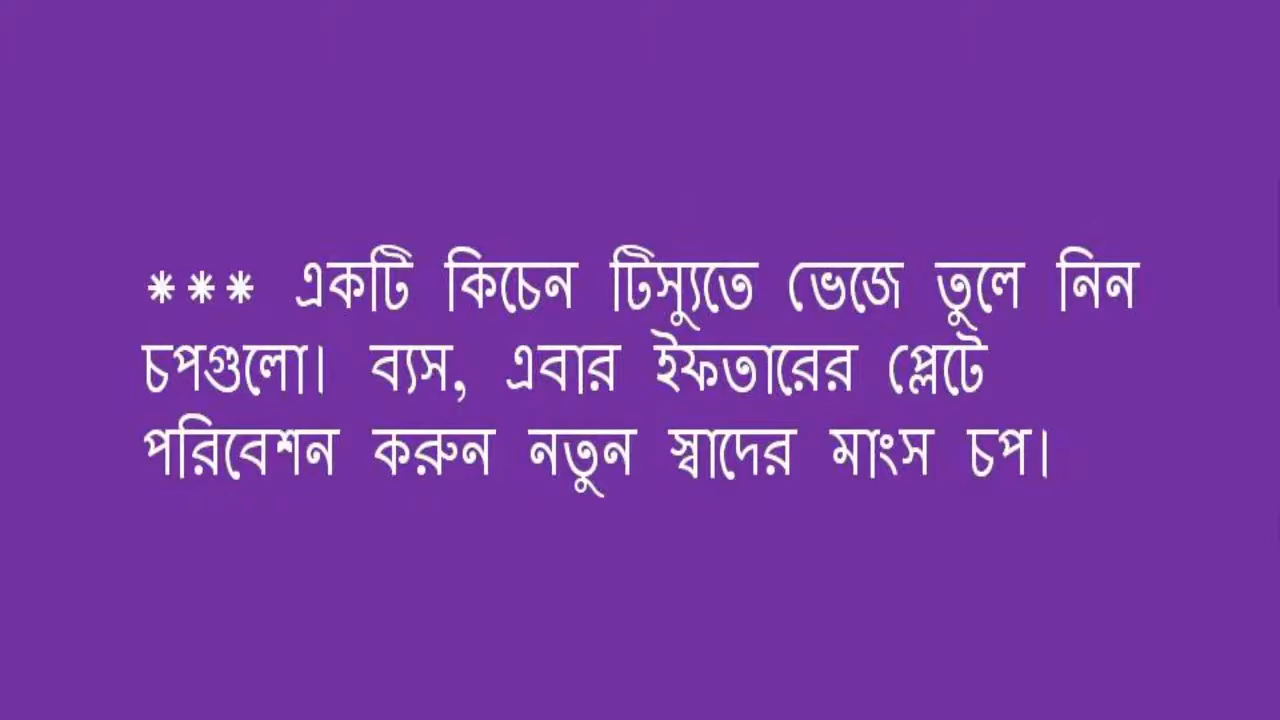 *** একটি কিচেন টিস্যুতে ভেজে তুলে নিন
চপগুলো। ব্যস, এবার ইফতারের প্লেটে
পরিবেশন করুন নতুন স্বাদের মাংস চপ।